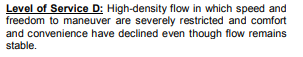 Level of Service D: High-density flow in which speed and
freedom to maneuver are severely restricted and comfort
and convenience have declined even though flow remains
stable.